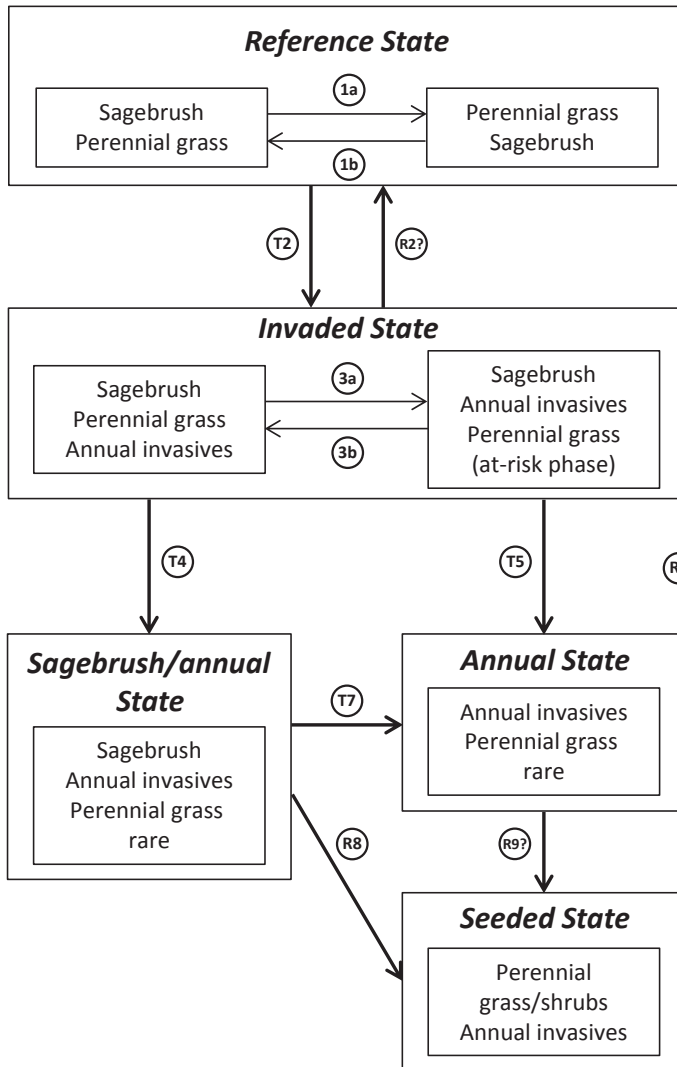 Reference State
Sagebrush
Perennial grass
1a
1b
Perennial grass
Sagebrush
T2
R2?
Invaded State
Sagebrush
Perennial grass
Annual invasives
3a
3b
Sagebrush
Annual invasives
Perennial grass
(at-risk phase)
T4
T5
R
Sagebrush/annual
State
Sagebrush
Annual invasives
Perennial grass
rare
T7
R8
Annual State
Annual invasives
Perennial grass
rare
R9?
Seeded State
Perennial
grass/shrubs
Annual invasives